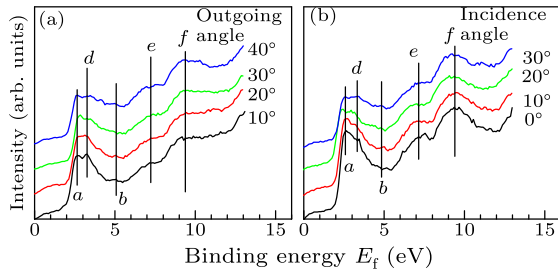 (a) Outgoing angle
d e f
40°
30°
20°
10°
a b
0 5 10 15
(b) Incidence angle
d e f
30°
20°
10°
0°
a b
0 5 10 15
Intensity (arb. units)
Binding energy E_f (eV)